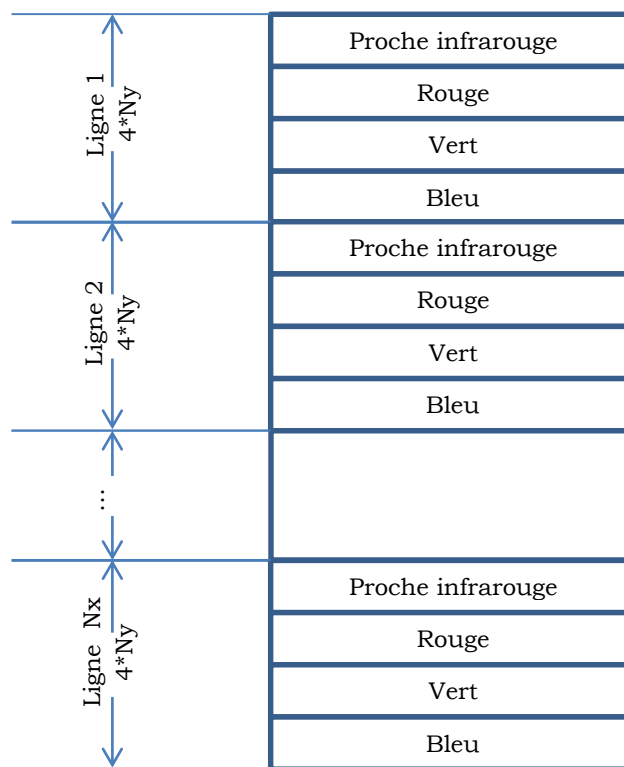 Ligne 1
4*Ny
Proche infrarouge
Rouge
Vert
Bleu
Ligne 2
4*Ny
Proche infrarouge
Rouge
Vert
Bleu
...
Ligne Nx
4*Ny
Proche infrarouge
Rouge
Vert
Bleu